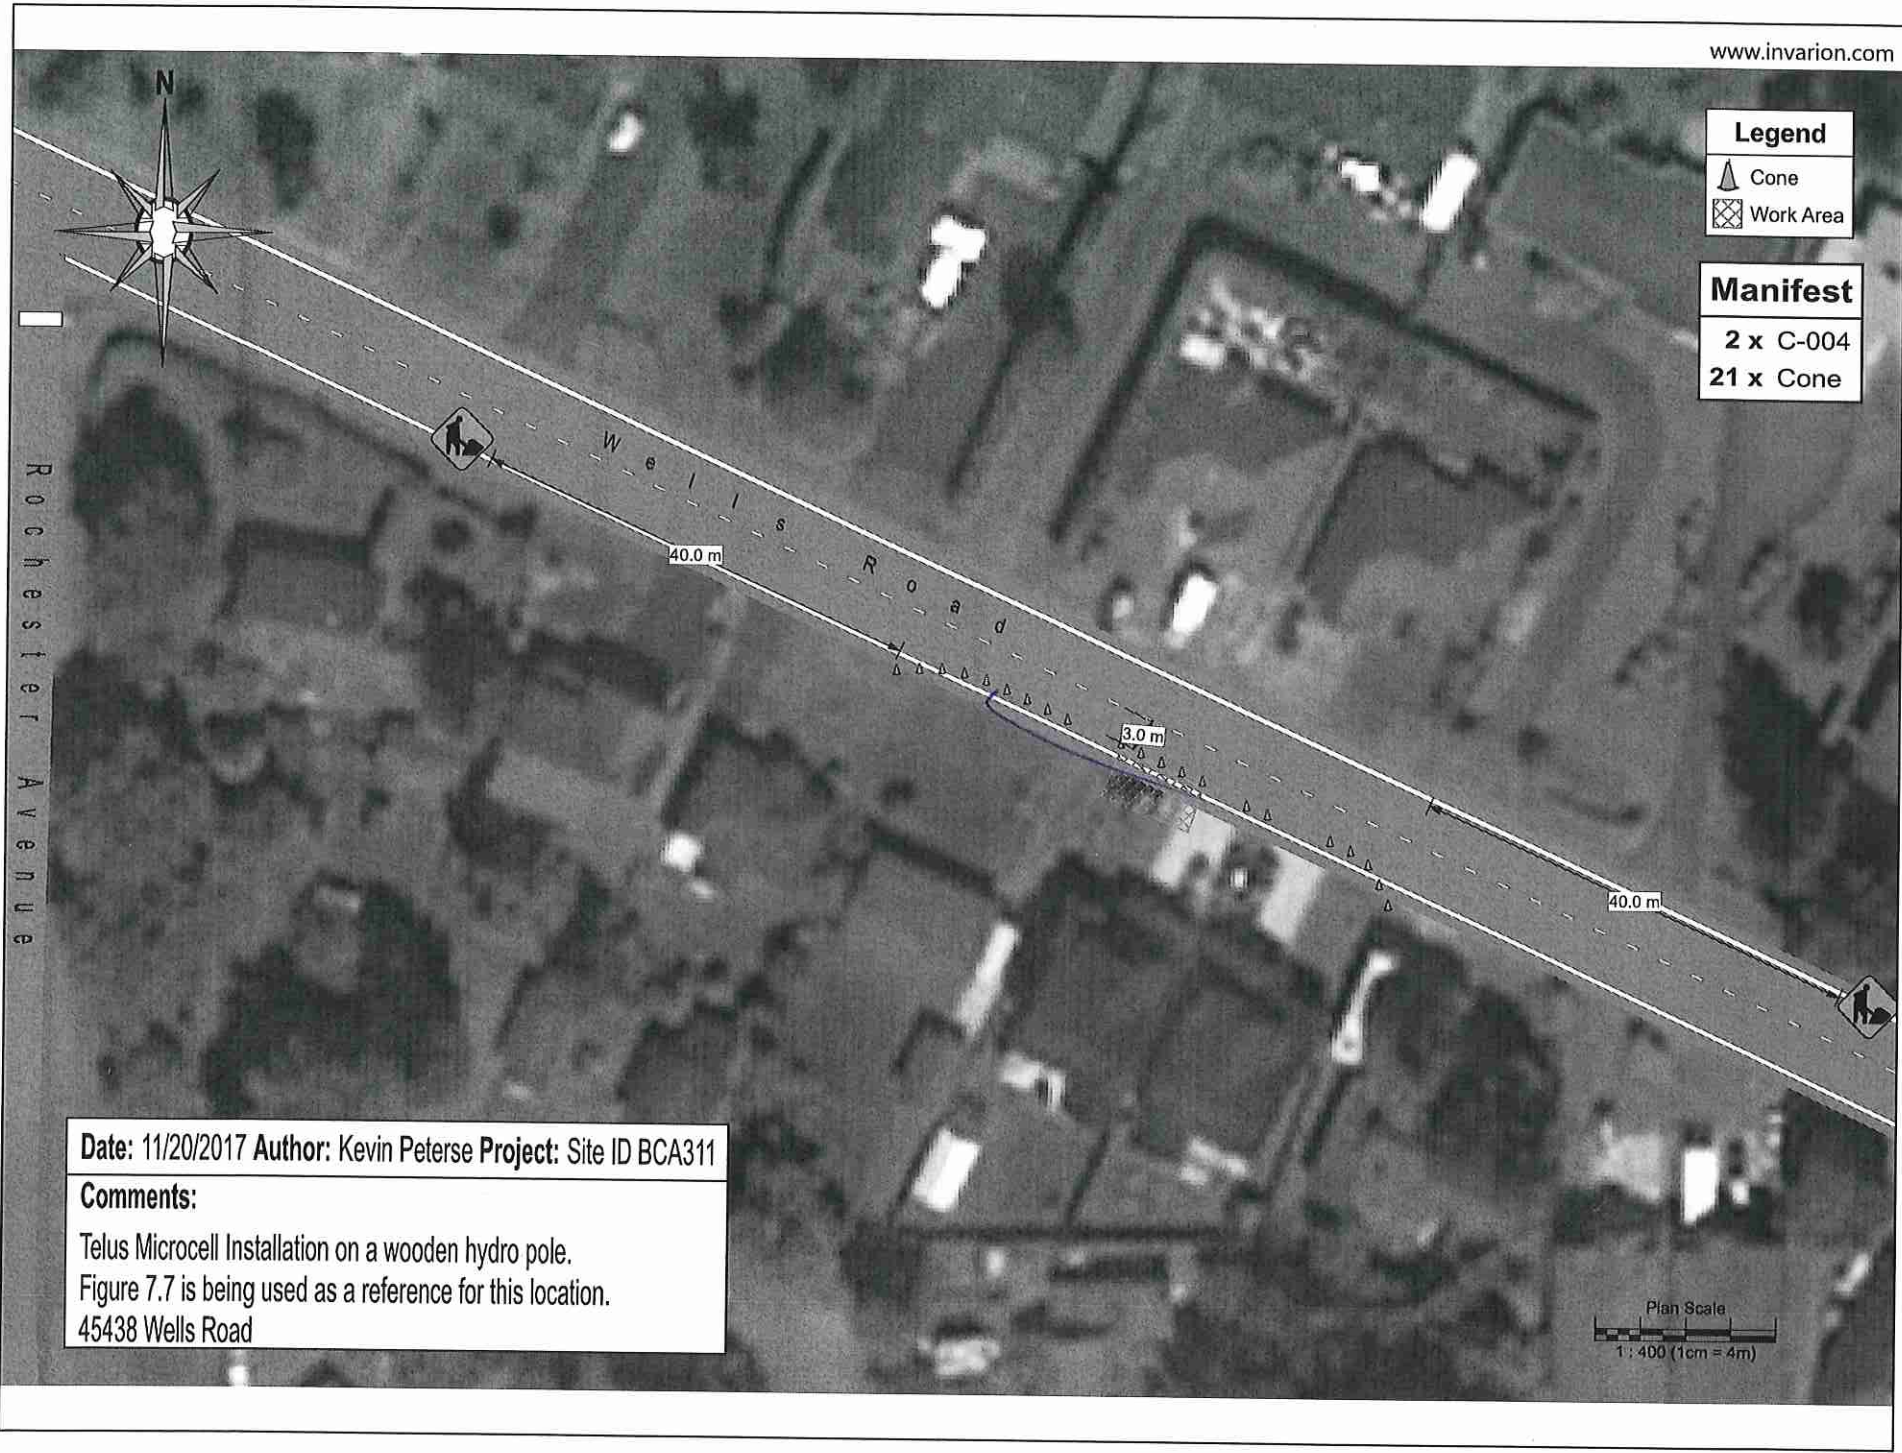 www.invarion.com
N
Legend
Cone
Work Area
Manifest
2 x C-004
21 x Cone
Wells Road
40.0 m
3.0 m
40.0 m
Rochester Avenue
Date: 11/20/2017 Author: Kevin Peterse Project: Site ID BCA311
Comments:
Telus Microcell Installation on a wooden hydro pole.
Figure 7.7 is being used as a reference for this location.
45438 Wells Road
Plan Scale
1 : 400 (1cm = 4m)